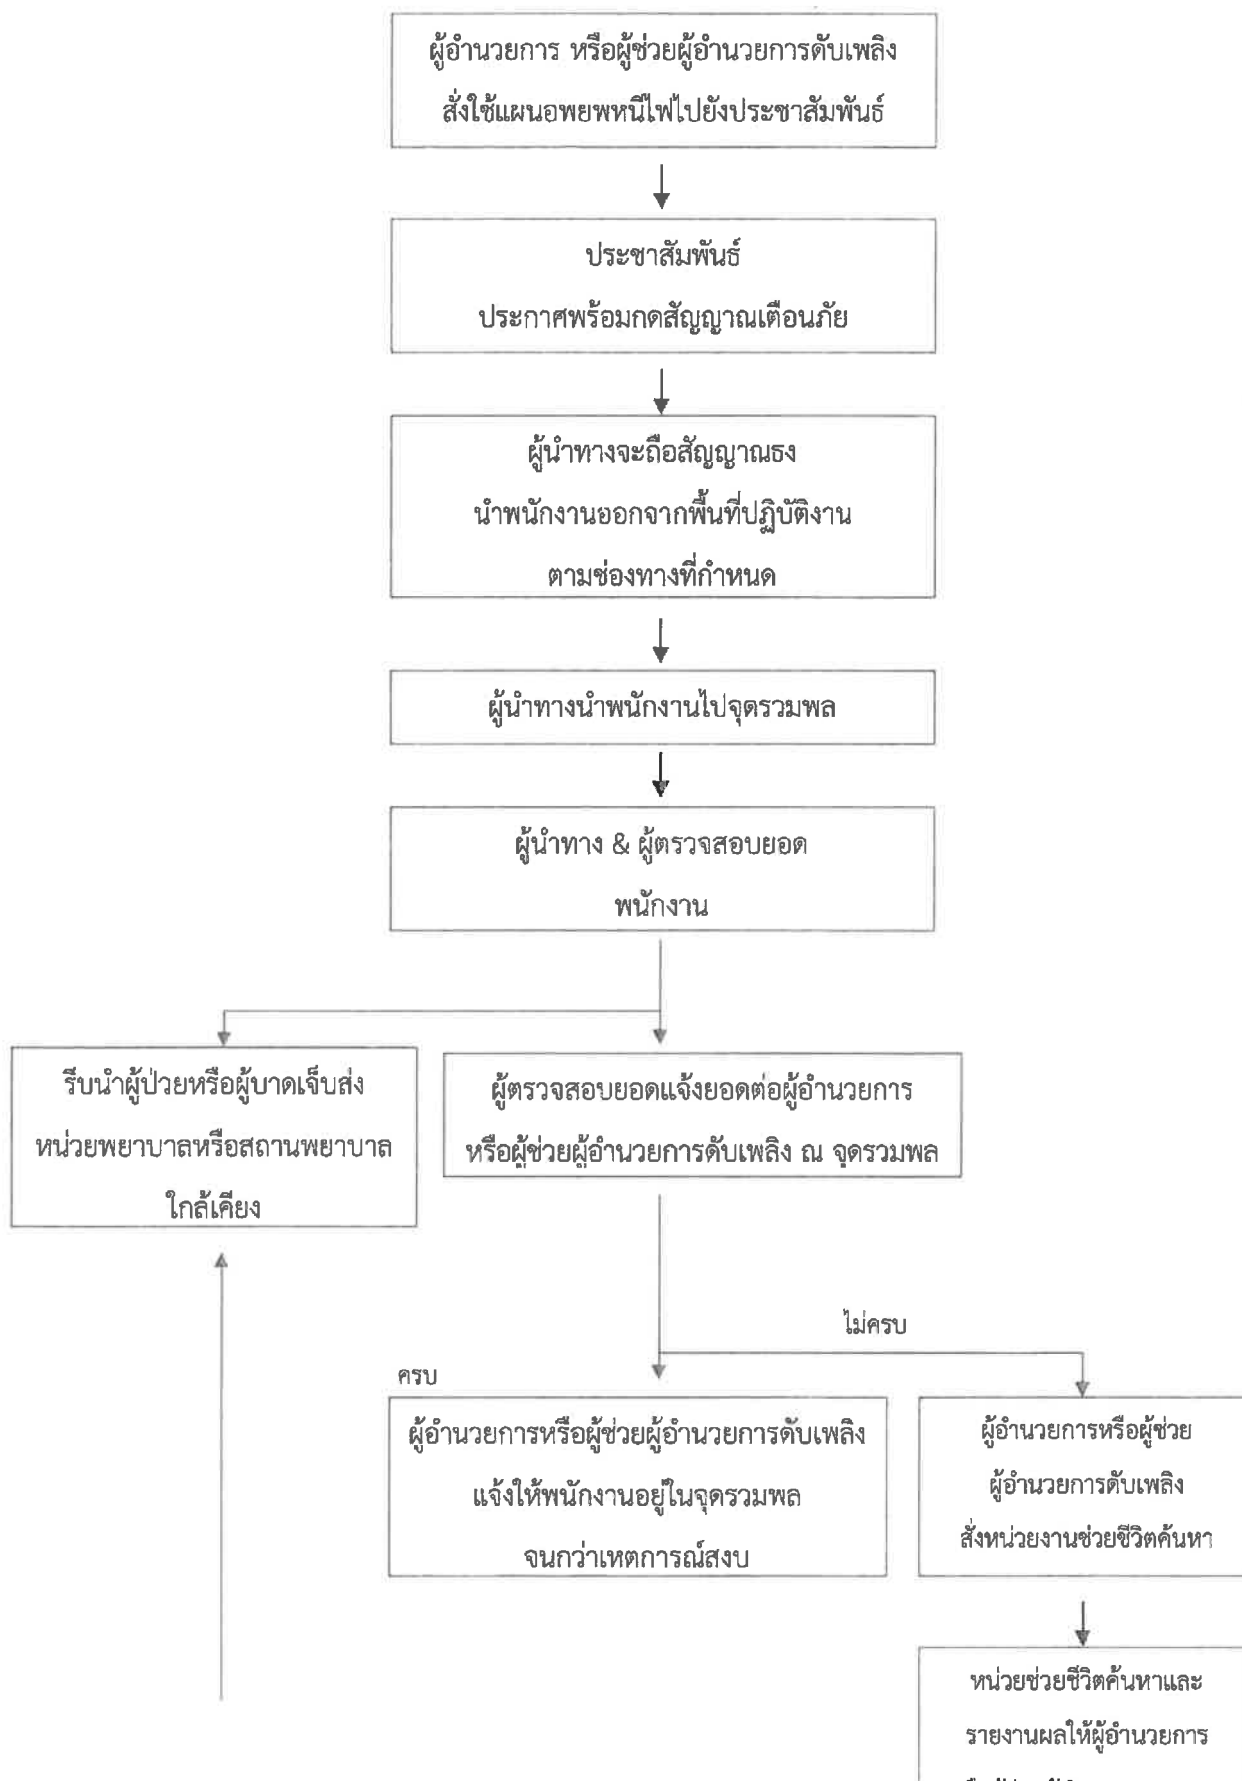 ผู้อำนวยการ หรือผู้ช่วยผู้อำนวยการดับเพลิง
สั่งใช้แผนอพยพหนีไฟไปยังประชาสัมพันธ์
ประชาสัมพันธ์
ประกาศพร้อมกดสัญญาณเตือนภัย
ผู้นำทางจะถือสัญญาณธง
นำพนักงานออกจากพื้นที่ปฏิบัติงาน
ตามช่องทางที่กำหนด
ผู้นำทางนำพนักงานไปจุดรวมพล
ผู้นำทาง & ผู้ตรวจสอบยอด
พนักงาน
รีบนำผู้ป่วยหรือผู้บาดเจ็บส่ง
หน่วยพยาบาลหรือสถานพยาบาล
ใกล้เคียง
ผู้ตรวจสอบยอดแจ้งยอดต่อผู้อำนวยการ
หรือผู้ช่วยผู้อำนวยการดับเพลิง ณ จุดรวมพล
ไม่ครบ
ครบ
ผู้อำนวยการหรือผู้ช่วยผู้อำนวยการดับเพลิง
แจ้งให้พนักงานอยู่ในจุดรวมพล
จนกว่าเหตการณ์สงบ
ผู้อำนวยการหรือผู้ช่วย
ผู้อำนวยการดับเพลิง
สั่งหน่วยงานช่วยชีวิตค้นหา
หน่วยช่วยชีวิตค้นหาและ
รายงานผลให้ผู้อำนวยการ